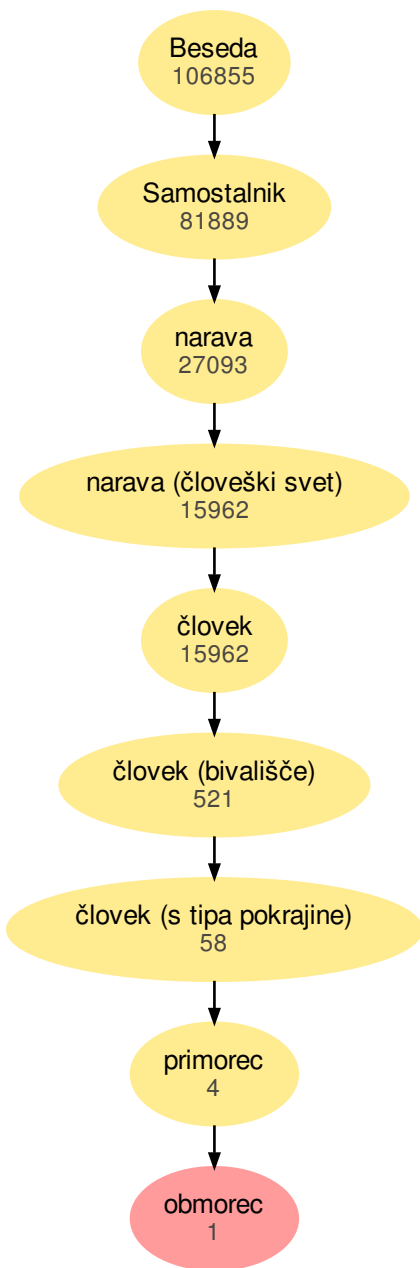 Beseda
106855
Samostalnik
81889
narava
27093
narava (človeški svet)
15962
človek
15962
človek (bivališče)
521
človek (s tipa pokrajine)
58
primorec
4
obmorec
1